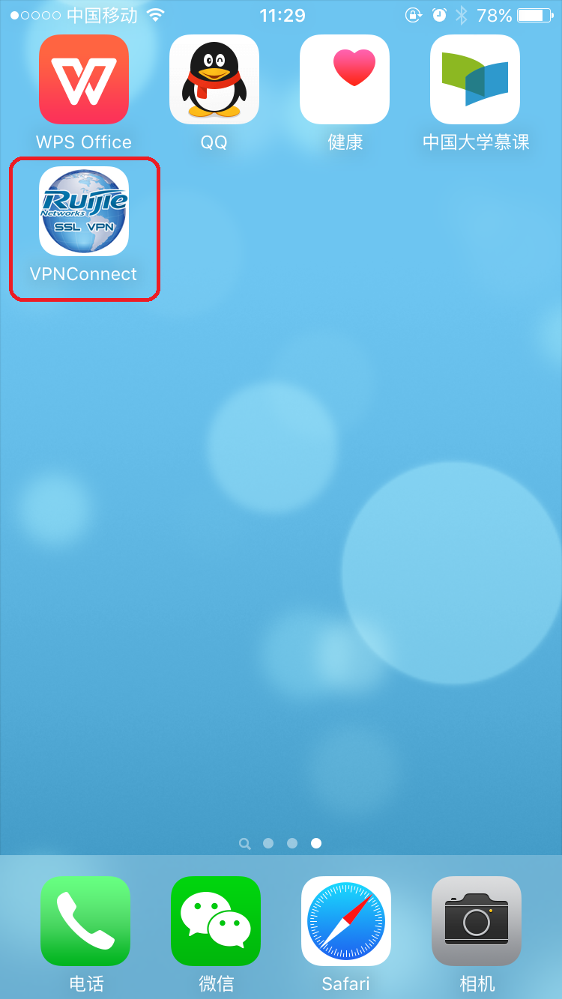 中国移动 11:29 78%
WPS Office QQ 健康 中国大学慕课
Ruijie
Networks
SSL VPN
VPNConnect
电话 微信 Safari 相机